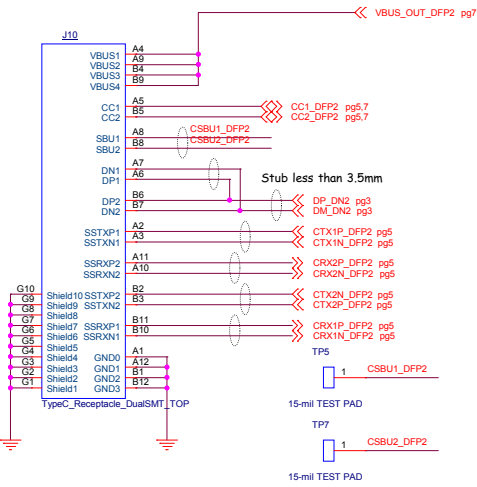 VBUS_OUT_DFP2 pg7
J10
VBUS1 A4
VBUS2 A9
VBUS3 B4
VBUS4 B9
CC1 A5 CC1_DFP2 pg5,7
CC2 B5 CC2_DFP2 pg5,7
SBU1 A8 CSBU1_DFP2
SBU2 B8 CSBU2_DFP2
DN1 A7
DP1 A6
Stub less than 3.5mm
DP2 B6 DP_DN2 pg3
DN2 B7 DM_DN2 pg3
SSTXP1 A2 CTX1P_DFP2 pg5
SSTXN1 A3 CTX1N_DFP2 pg5
SSRXP2 A11 CRX2P_DFP2 pg5
SSRXN2 A10 CRX2N_DFP2 pg5
G10 Shield10 SSTXP2 B2 CTX2N_DFP2 pg5
G9 Shield9 SSTXN2 B3 CTX2P_DFP2 pg5
G8 Shield8
G7 Shield7 SSRXP1 B11 CRX1P_DFP2 pg5
G6 Shield6 SSRXN1 B10 CRX1N_DFP2 pg5
G5 Shield5
G4 Shield4 GND0 A1
G3 Shield3 GND1 A12
G2 Shield2 GND2 B1
G1 Shield1 GND3 B12
TypeC_Receptacle_DualSMT_TOP
TP5
1 CSBU1_DFP2
15-mil TEST PAD
TP7
1 CSBU2_DFP2
15-mil TEST PAD